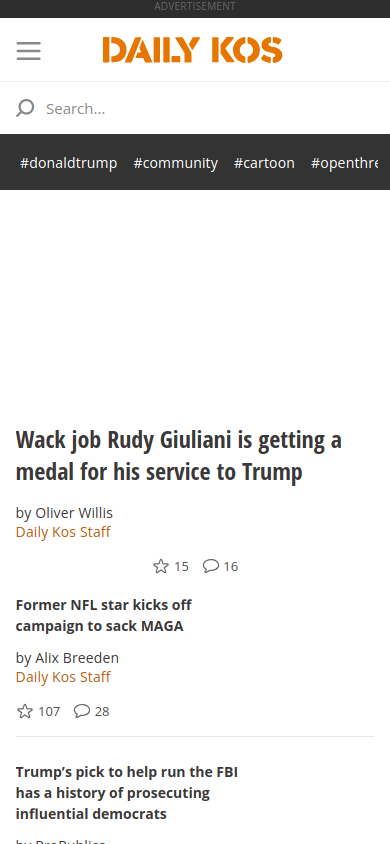 ADVERTISEMENT
DAILY KOS
Search...
#donaldtrump #community #cartoon #openthre
Wack job Rudy Giuliani is getting a
medal for his service to Trump
by Oliver Willis
Daily Kos Staff
15 16
Former NFL star kicks off
campaign to sack MAGA
by Alix Breeden
Daily Kos Staff
107 28
Trump’s pick to help run the FBI
has a history of prosecuting
influential democrats
by ProPublica